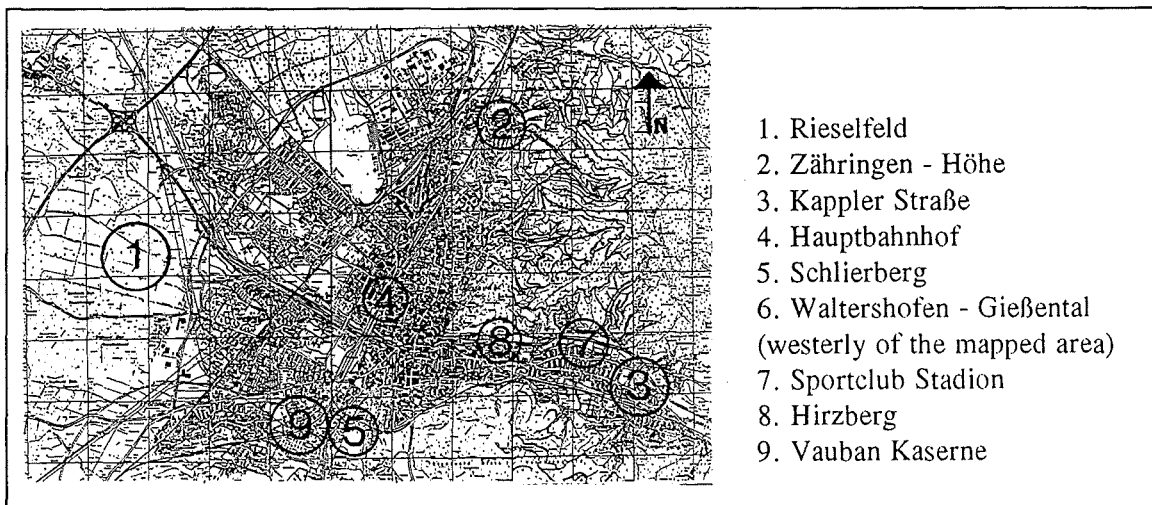 1
2
3
4
5
7
8
9
N
1. Rieselfeld
2. Zähringen - Höhe
3. Kappler Straße
4. Hauptbahnhof
5. Schlierberg
6. Waltershofen - Gießental
(westerly of the mapped area)
7. Sportclub Stadion
8. Hirzberg
9. Vauban Kaserne